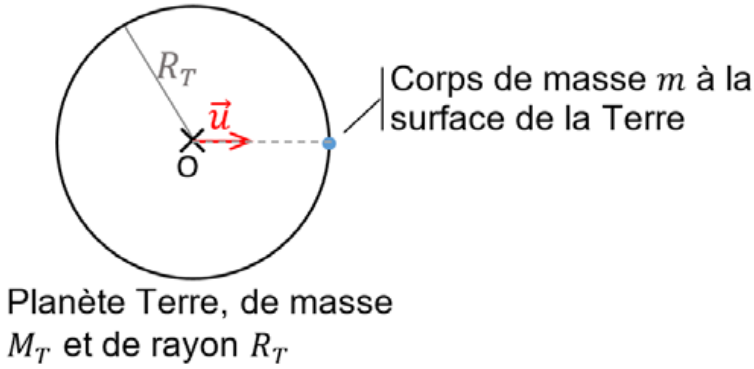 R_T
u⃗
O
Corps de masse m à la
surface de la Terre
Planète Terre, de masse
M_T et de rayon R_T